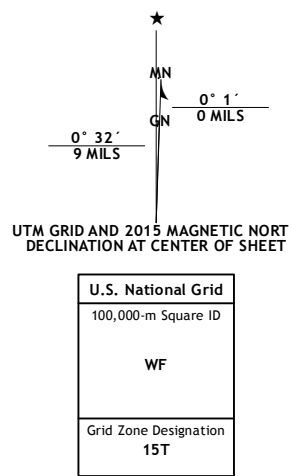 MN
0° 1´
0 MILS
GN
0° 32´
9 MILS
UTM GRID AND 2015 MAGNETIC NORT
DECLINATION AT CENTER OF SHEET
U.S. National Grid
100,000-m Square ID
WF
Grid Zone Designation
15T